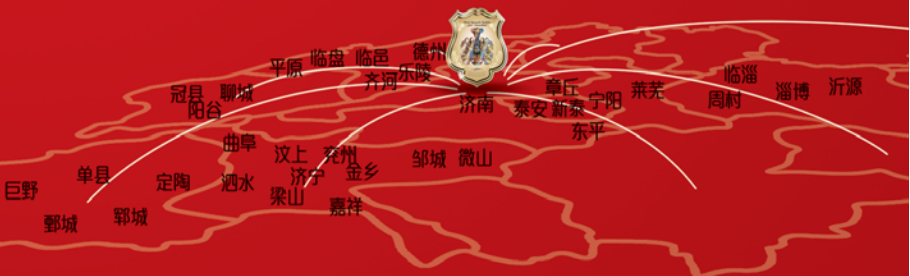 德州
临盘
临邑
平原
乐陵
齐河
冠县
聊城
阳谷
济南
章丘
泰安
新泰
宁阳
东平
莱芜
临淄
周村
淄博
沂源
曲阜
汶上
兖州
济宁
金乡
邹城
微山
巨野
单县
定陶
泗水
梁山
嘉祥
鄄城
郓城